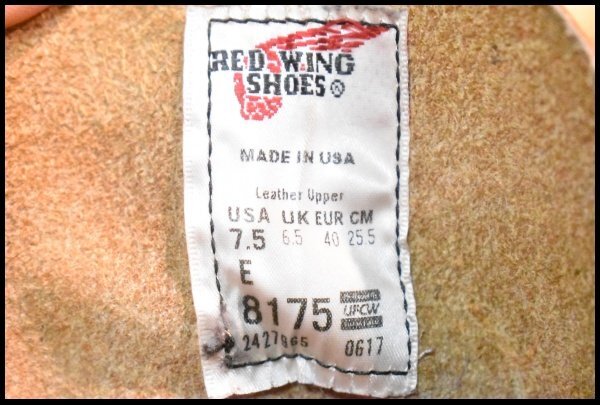 RED WING
SHOES®
MADE IN USA
Leather Upper
USA UK EUR CM
7.5 6.5 40 25.5
E
8175 UFCW
0617